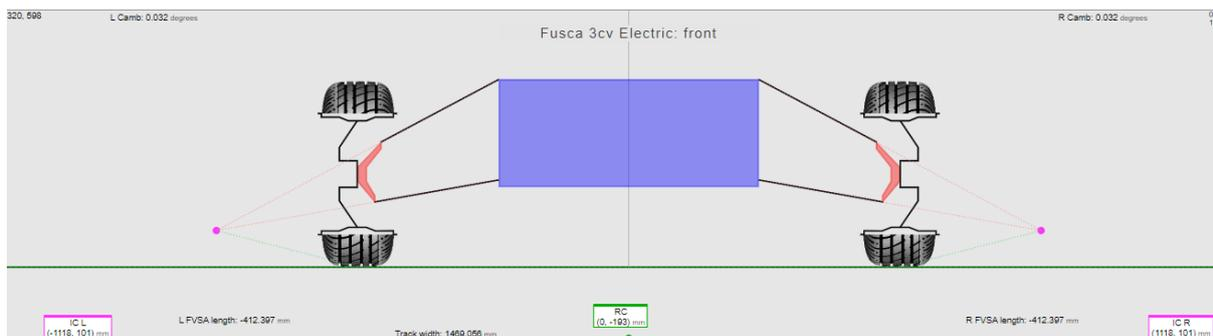 320, 598
L Camb: 0.032 degrees
R Camb: 0.032 degrees
Fusca 3cv Electric: front
RC
(0, -193) mm
IC L
(-1118, 101) mm
L FVSA length: -412.397 mm
Track width: 1469.056 mm
R FVSA length: -412.397 mm
IC R
(1118, 101) mm